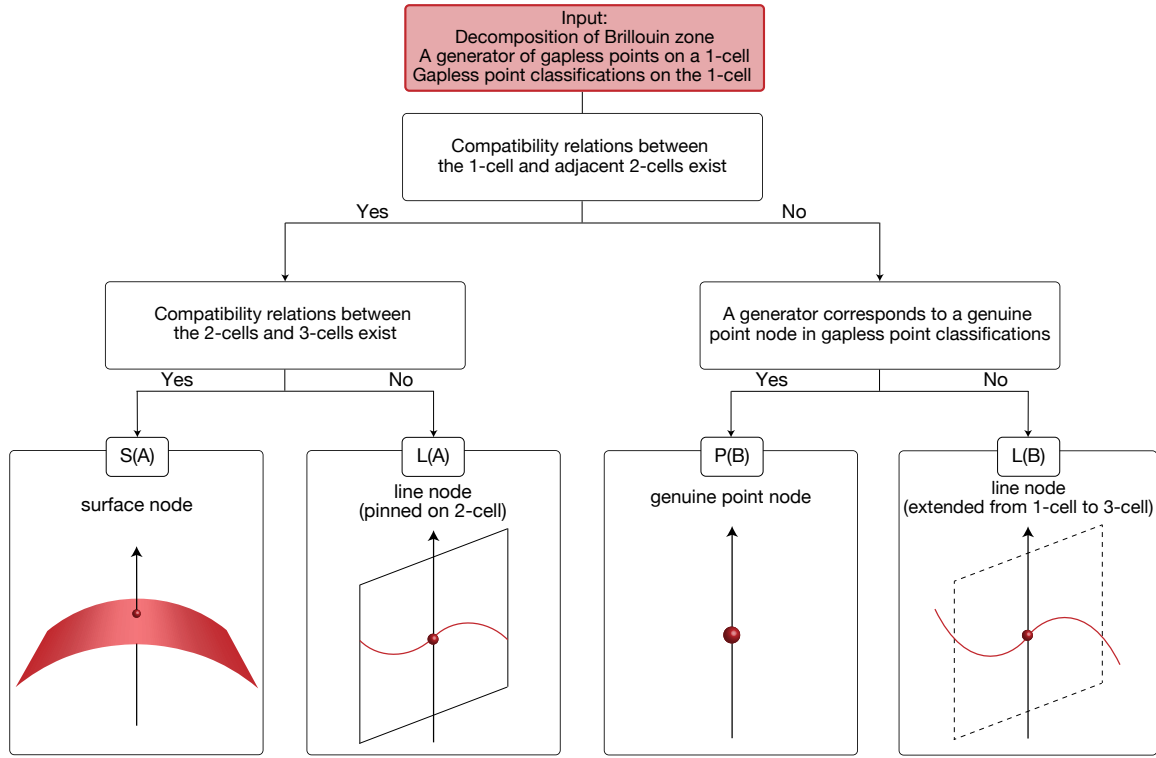 Input:
Decomposition of Brillouin zone
A generator of gapless points on a 1-cell
Gapless point classifications on the 1-cell
Compatibility relations between
the 1-cell and adjacent 2-cells exist
Yes
No
Compatibility relations between
the 2-cells and 3-cells exist
A generator corresponds to a genuine
point node in gapless point classifications
Yes
No
Yes
No
S(A)
surface node
L(A)
line node
(pinned on 2-cell)
P(B)
genuine point node
L(B)
line node
(extended from 1-cell to 3-cell)